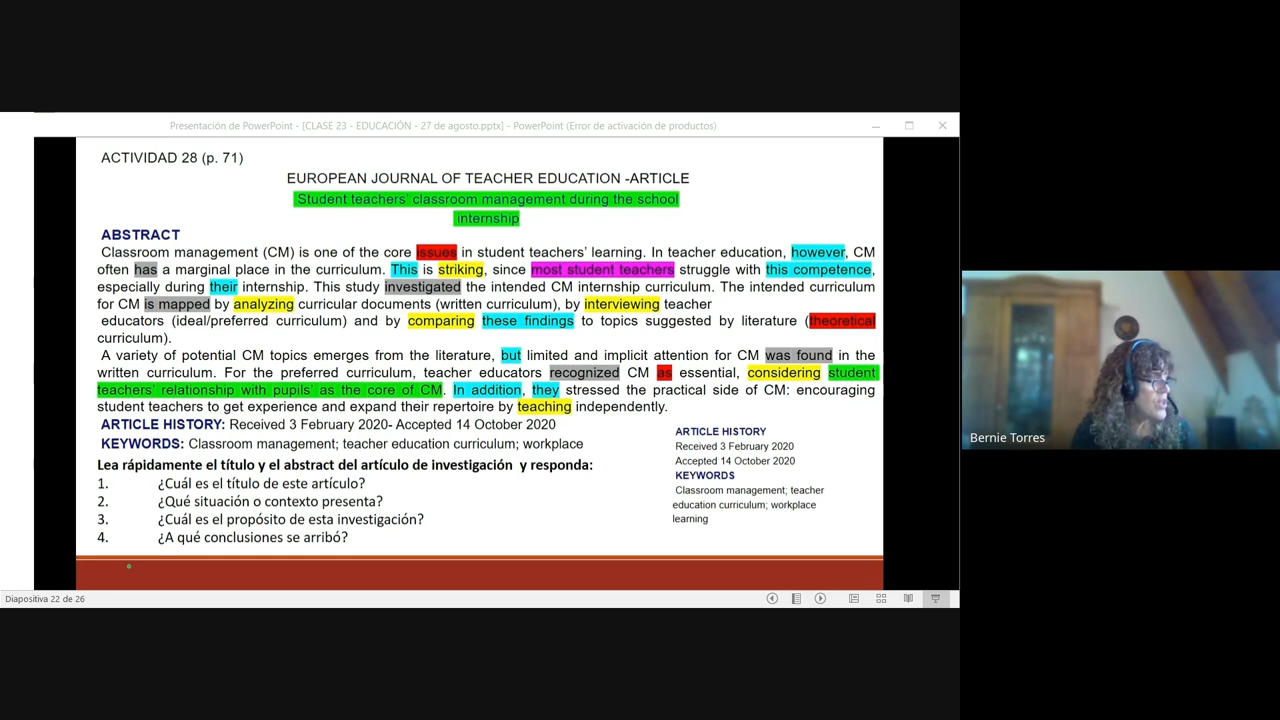 Presentación de PowerPoint - [CLASE 23 - EDUCACIÓN - 27 de agosto.pptx] - PowerPoint (Error de activación de productos)
ACTIVIDAD 28 (p. 71)
EUROPEAN JOURNAL OF TEACHER EDUCATION -ARTICLE
Student teachers' classroom management during the school
internship
ABSTRACT
Classroom management (CM) is one of the core issues in student teachers' learning. In teacher education, however, CM
often has a marginal place in the curriculum. This is striking, since most student teachers struggle with this competence,
especially during their internship. This study investigated the intended CM internship curriculum. The intended curriculum
for CM is mapped by analyzing curricular documents (written curriculum), by interviewing teacher
educators (ideal/preferred curriculum) and by comparing these findings to topics suggested by literature (theoretical
curriculum).
A variety of potential CM topics emerges from the literature, but limited and implicit attention for CM was found in the
written curriculum. For the preferred curriculum, teacher educators recognized CM as essential, considering student
teachers' relationship with pupils' as the core of CM. In addition, they stressed the practical side of CM: encouraging
student teachers to get experience and expand their repertoire by teaching independently.
ARTICLE HISTORY: Received 3 February 2020- Accepted 14 October 2020
KEYWORDS: Classroom management; teacher education curriculum; workplace
Lea rápidamente el título y el abstract del artículo de investigación y responda:
1. ¿Cuál es el título de este artículo?
2. ¿Qué situación o contexto presenta?
3. ¿Cuál es el propósito de esta investigación?
4. ¿A qué conclusiones se arribó?
ARTICLE HISTORY
Received 3 February 2020
Accepted 14 October 2020
KEYWORDS
Classroom management; teacher
education curriculum; workplace
learning
Diapositiva 22 de 26
Bernie Torres